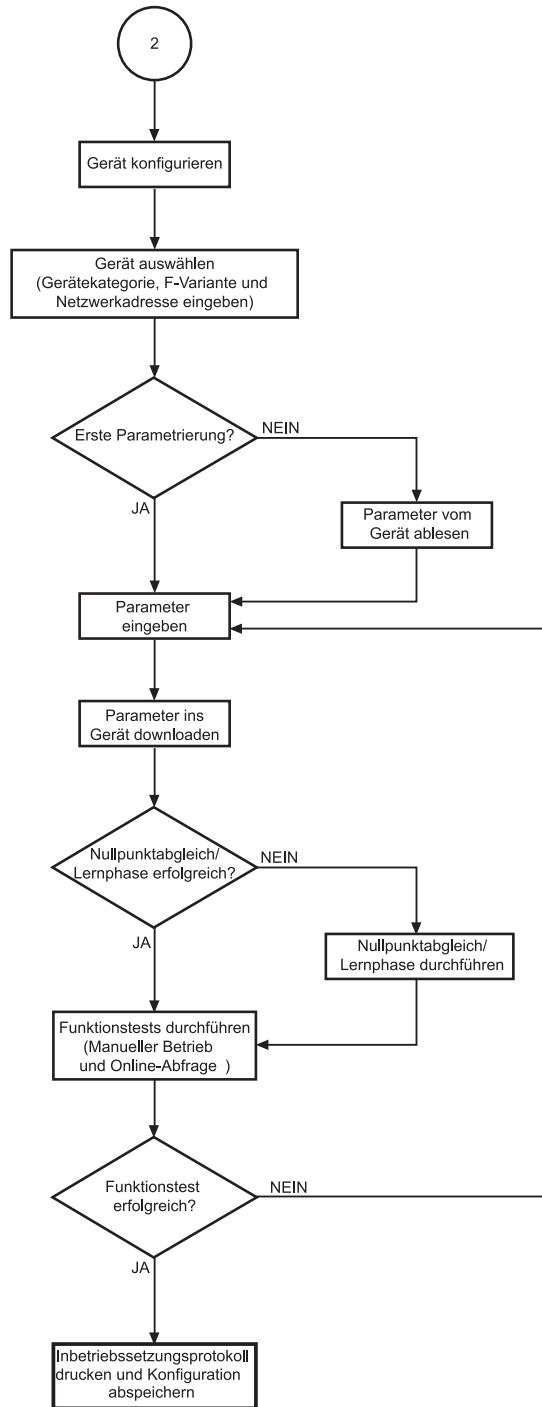 2
Gerät konfigurieren
Gerät auswählen
(Gerätekategorie, F-Variante und
Netzwerkadresse eingeben)
Erste Parametrierung?
NEIN
JA
Parameter vom
Gerät ablesen
Parameter
eingeben
Parameter ins
Gerät downloaden
Nullpunktabgleich/
Lernphase erfolgreich?
NEIN
JA
Nullpunktabgleich/
Lernphase durchführen
Funktionstests durchführen
(Manueller Betrieb
und Online-Abfrage )
Funktionstest
erfolgreich?
NEIN
JA
Inbetriebssetzungsprotokoll
drucken und Konfiguration
abspeichern